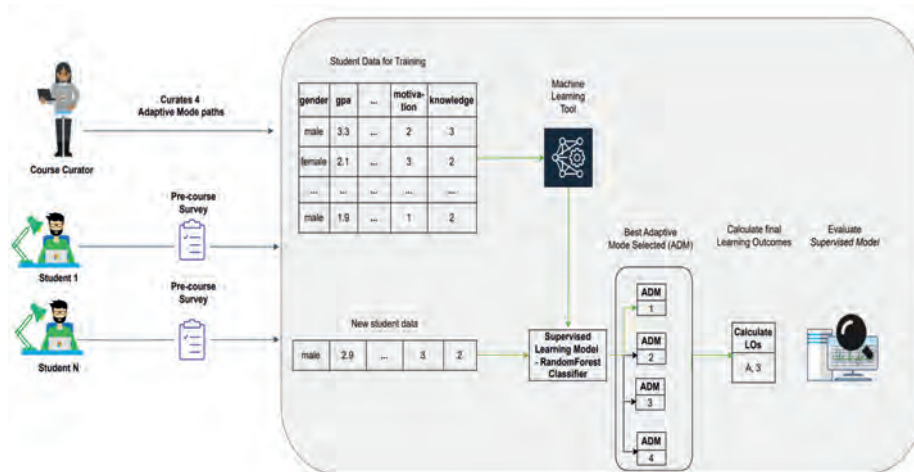 Student Data for Training
Machine
Learning
Tool
Curates 4
Adaptive Mode paths
gender gpa ... motiva-
tion knowledge
male 3.3 ... 2 3
female 2.1 ... 3 2
... ... ... ... ...
male 1.9 ... 1 2
Course Curator
Pre-course
Survey
Student 1
Pre-course
Survey
Student N
New student data
male 2.9 ... 3 2
Supervised
Learning Model
- RandomForest
Classifier
Best Adaptive
Mode Selected (ADM)
ADM
1
ADM
2
ADM
3
ADM
4
Calculate final
Learning Outcomes
Calculate
LOs
A, 3
Evaluate
Supervised Model